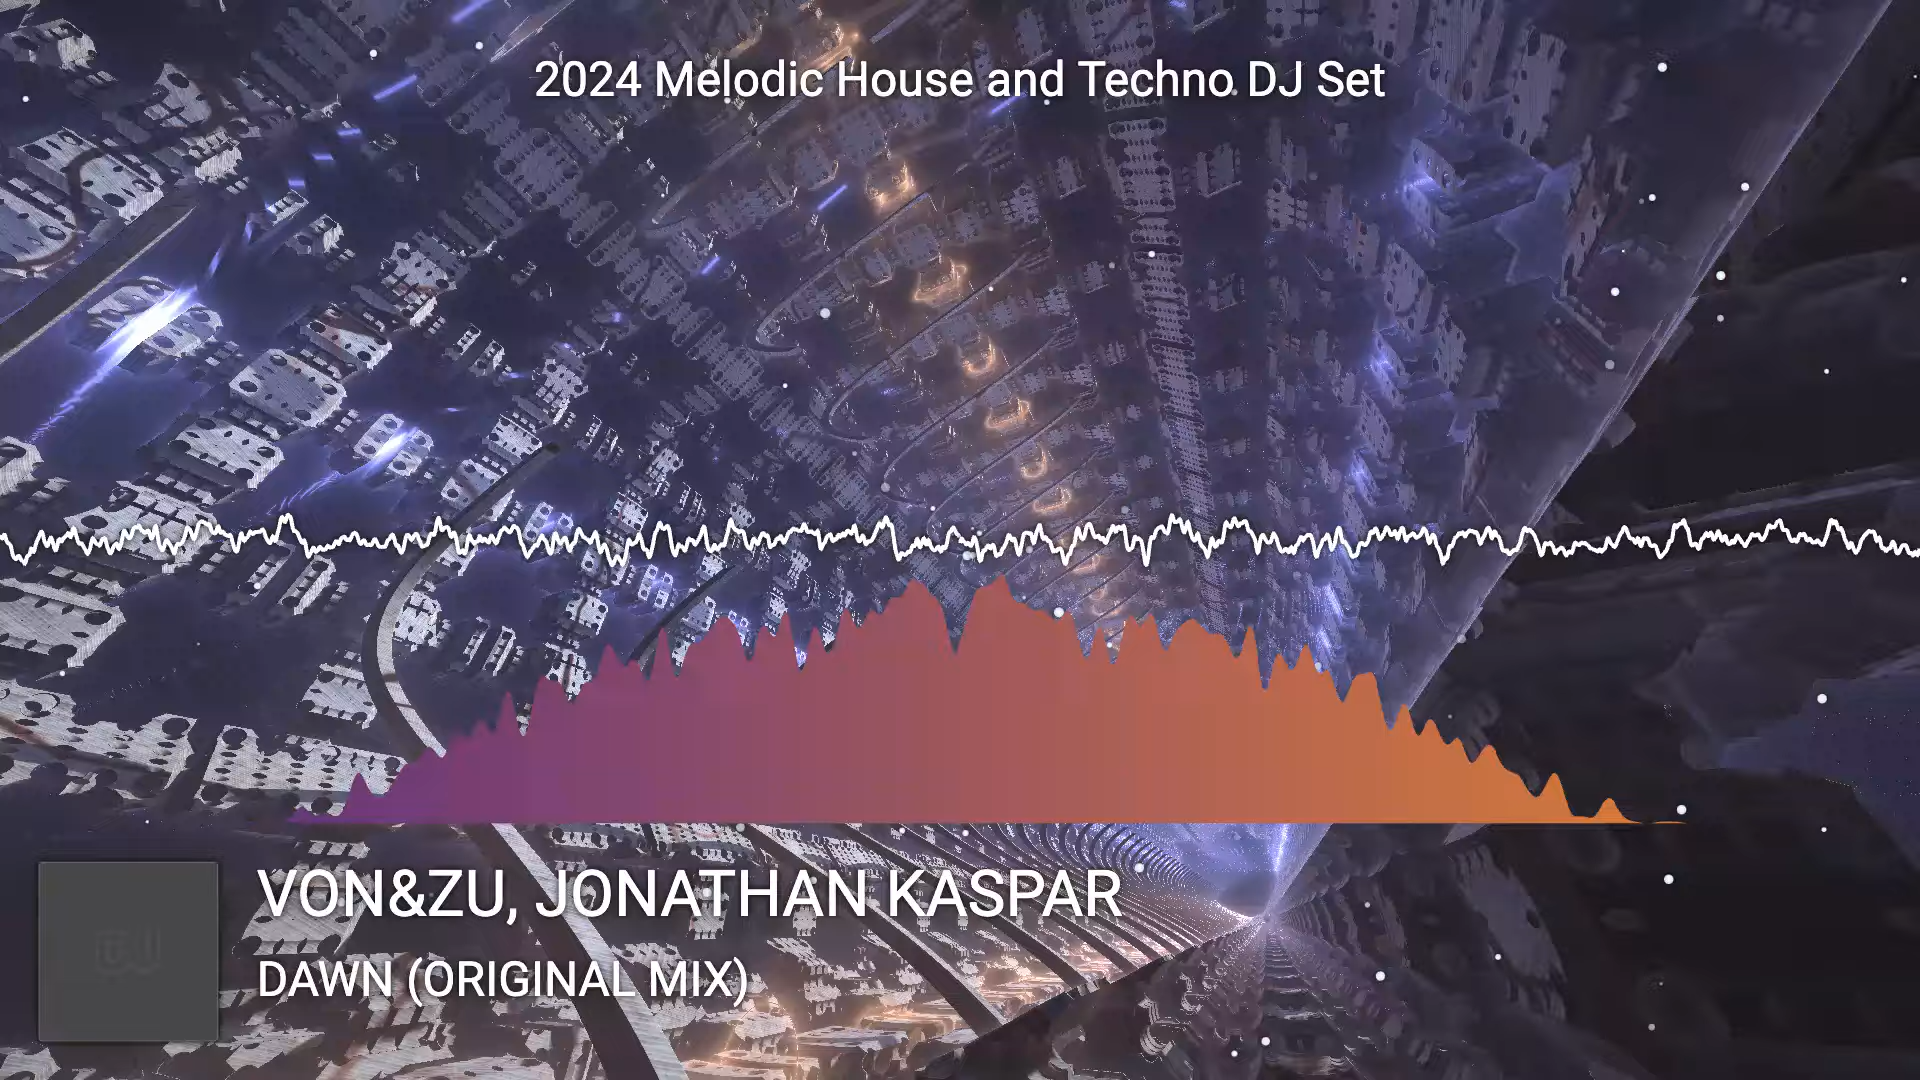 2024 Melodic House and Techno DJ Set
VON&ZU, JONATHAN KASPAR
DAWN (ORIGINAL MIX)